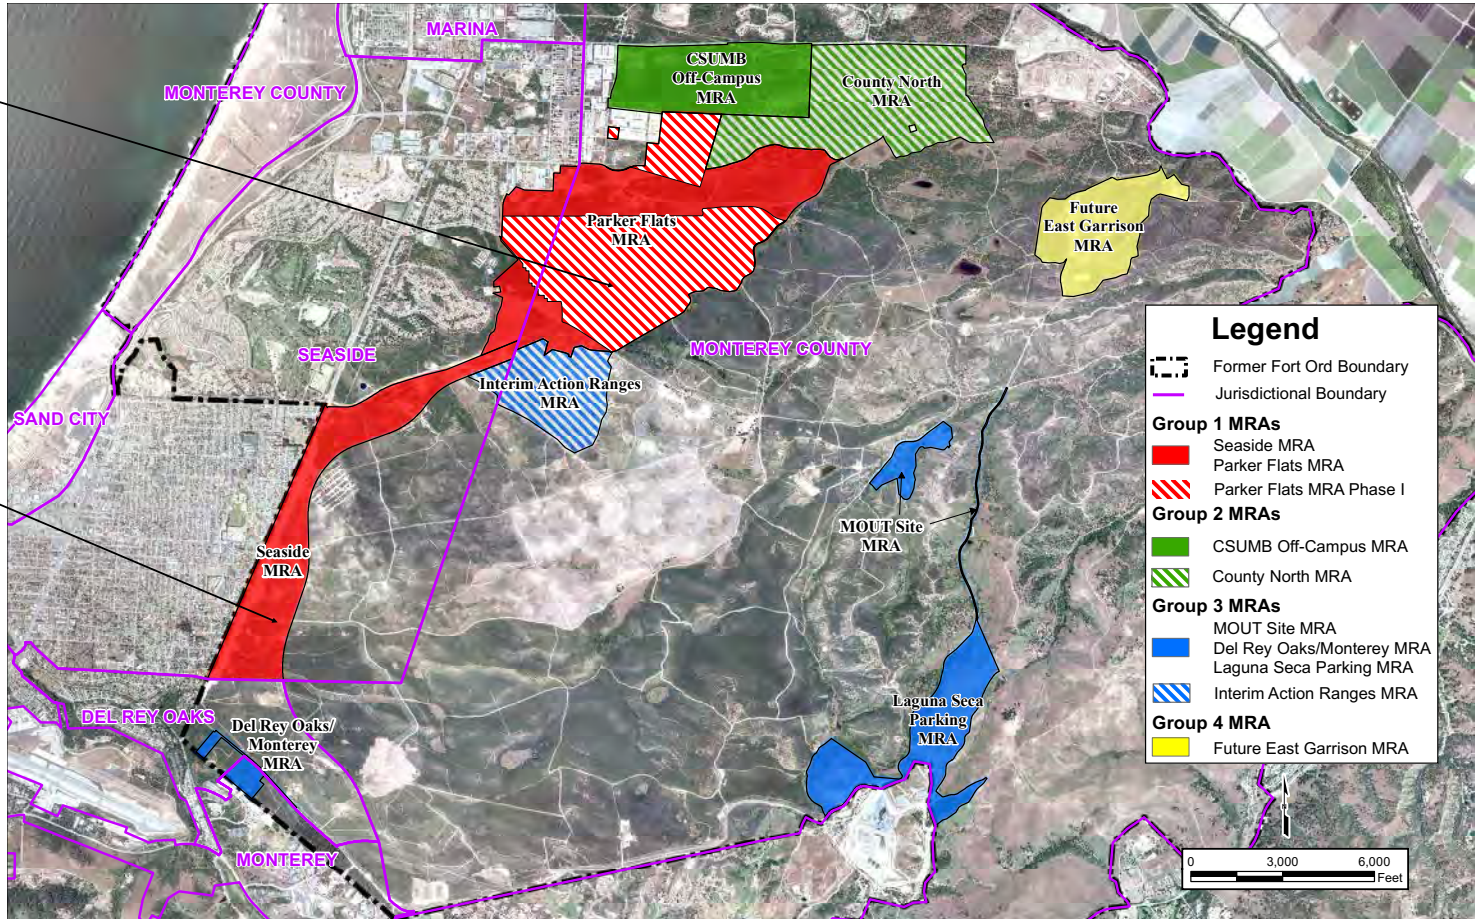 MARINA
MONTEREY COUNTY
CSUMB
Off-Campus
MRA
County North
MRA
Parker Flats
MRA
Future
East Garrison
MRA
SEASIDE
MONTEREY COUNTY
Interim Action Ranges
MRA
SAND CITY
MOUT Site
MRA
Seaside
MRA
DEL REY OAKS
Del Rey Oaks/
Monterey
MRA
Laguna Seca
Parking
MRA
MONTEREY
Legend
Former Fort Ord Boundary
Jurisdictional Boundary
Group 1 MRAs
Seaside MRA
Parker Flats MRA
Parker Flats MRA Phase I
Group 2 MRAs
CSUMB Off-Campus MRA
County North MRA
Group 3 MRAs
MOUT Site MRA
Del Rey Oaks/Monterey MRA
Laguna Seca Parking MRA
Interim Action Ranges MRA
Group 4 MRA
Future East Garrison MRA
0 3,000 6,000
Feet